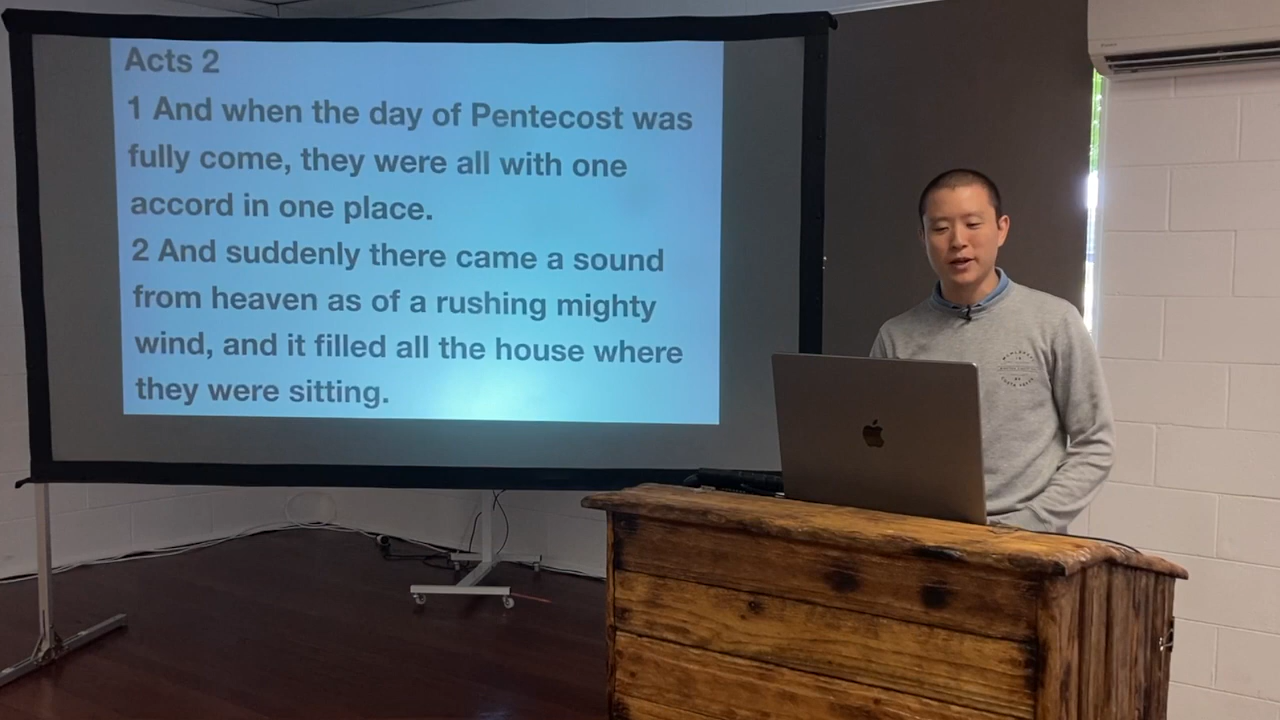 Acts 2
1 And when the day of Pentecost was
fully come, they were all with one
accord in one place.
2 And suddenly there came a sound
from heaven as of a rushing mighty
wind, and it filled all the house where
they were sitting.